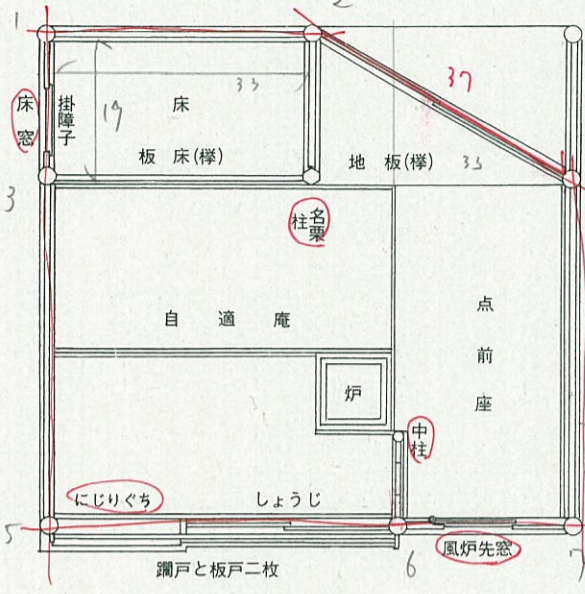 1
2
37
床窓
掛障子
19
33
床
板床(欅)
地板(欅)
33
3
名栗柱
自適庵
点前座
炉
中柱
にじりぐち
しょうじ
5
6
7
風炉先窓
躙戸と板戸二枚